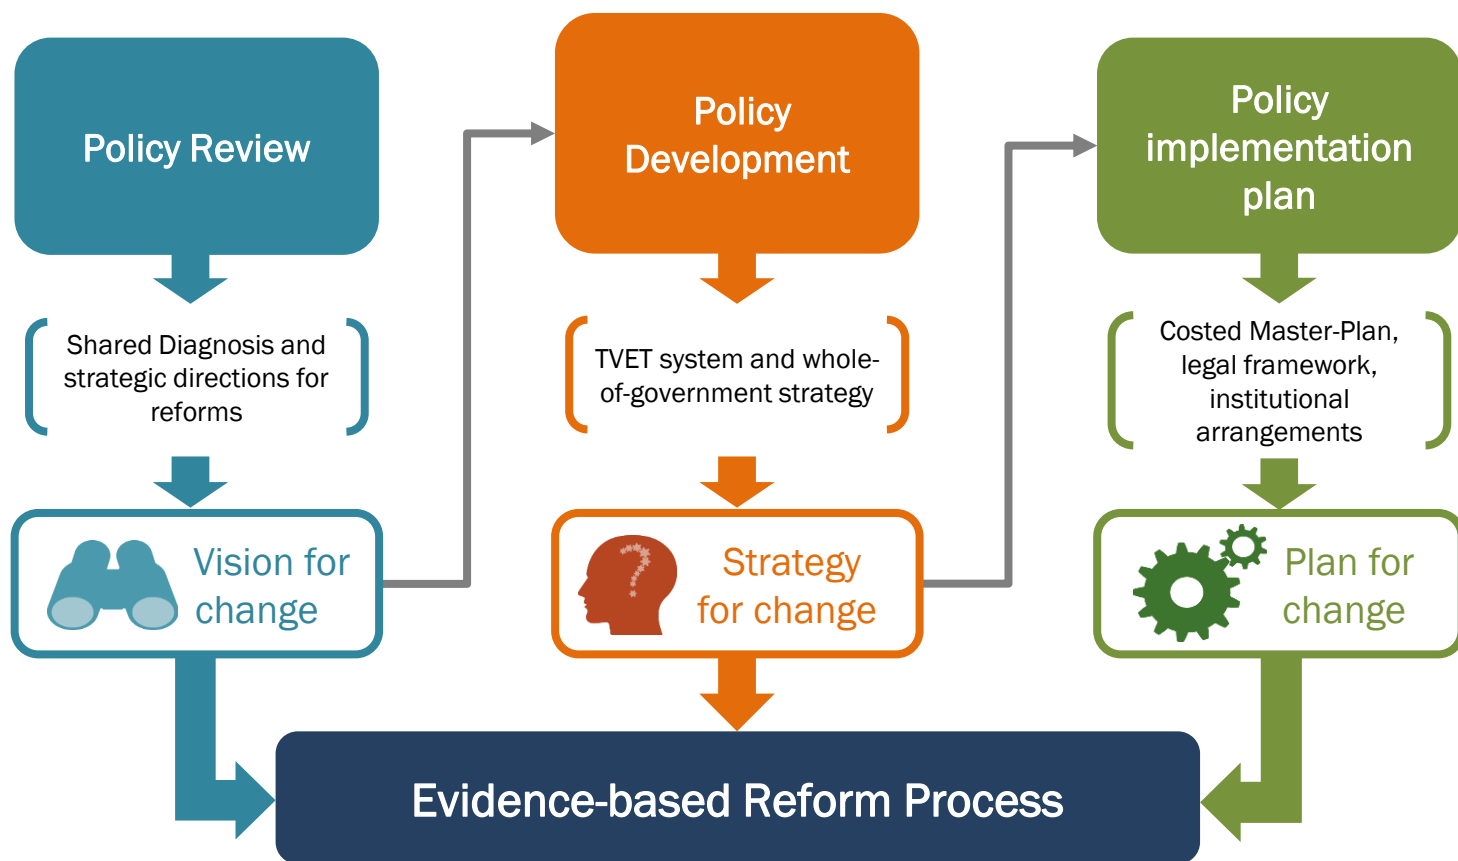 Policy Review
Policy
Development
Policy
implementation
plan
Shared Diagnosis and
strategic directions for
reforms
TVET system and whole-
of-government strategy
Costed Master-Plan,
legal framework,
institutional
arrangements
Vision for
change
Strategy
for change
Plan for
change
Evidence-based Reform Process